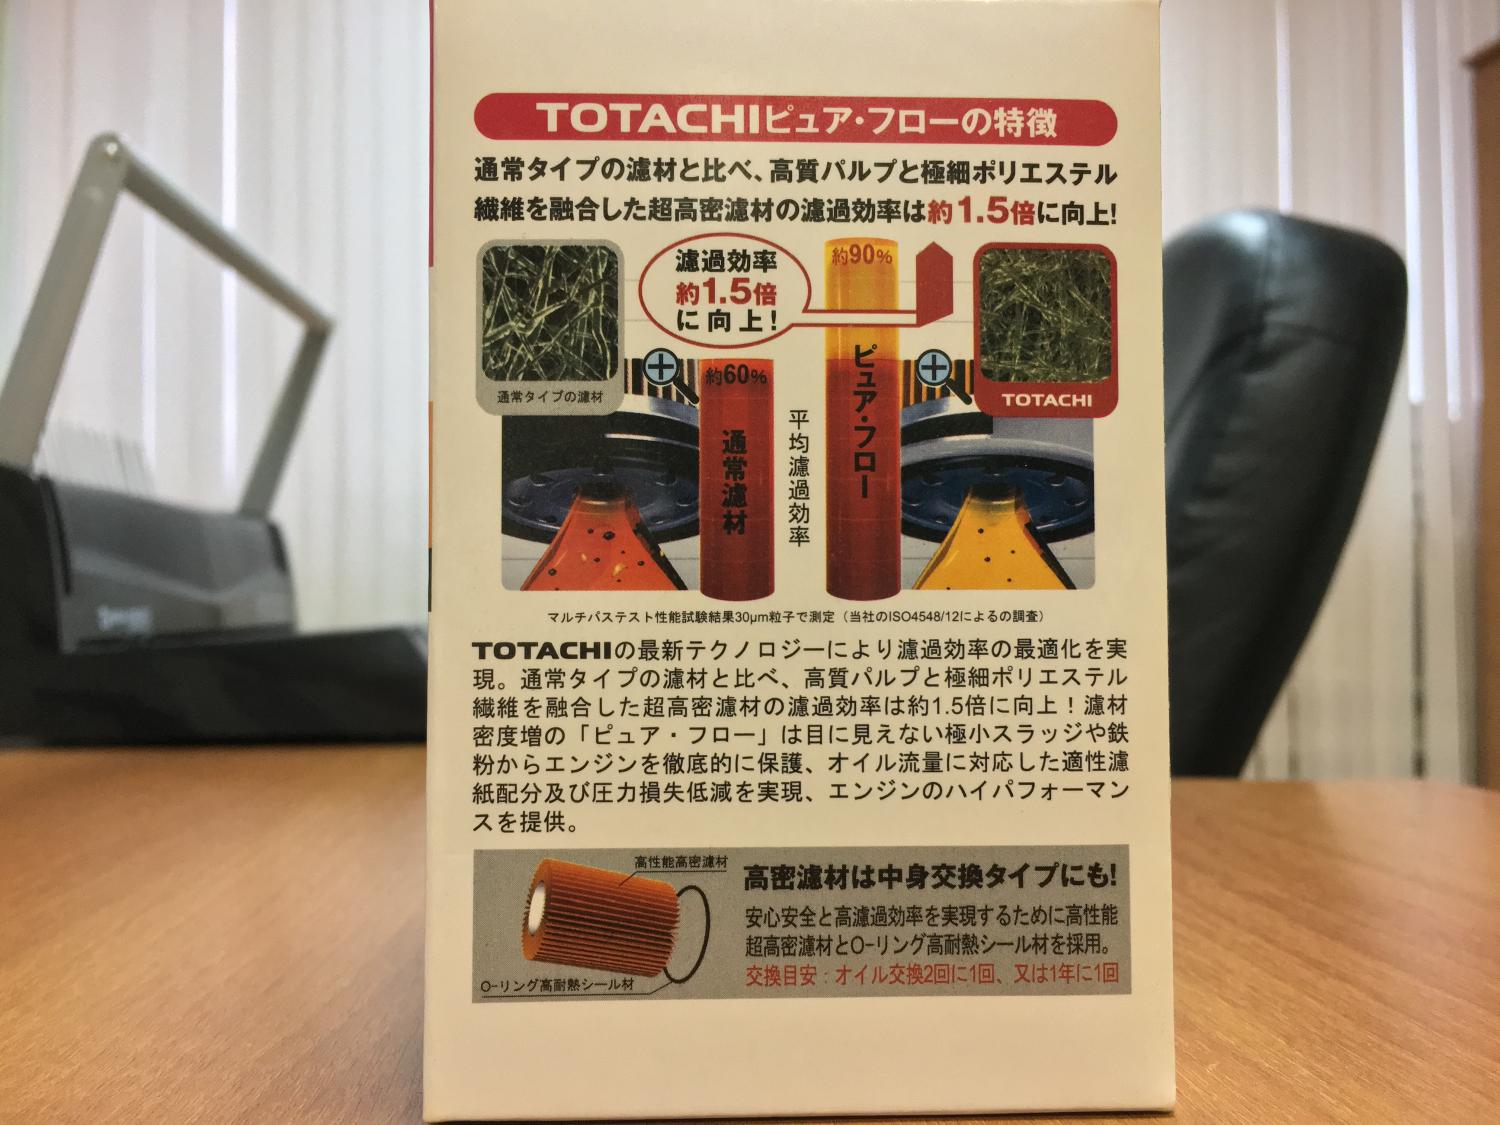 TOTACHIピュア・フローの特徴
通常タイプの濾材と比べ、高質パルプと極細ポリエステル
繊維を融合した超高密濾材の濾過効率は約1.5倍に向上!
濾過効率
約1.5倍
に向上!
約90%
通常タイプの濾材
約60%
通常濾材
平均濾過効率
ピュア・フロー
TOTACHI
マルチパステスト性能試験結果30μm粒子で測定（当社のISO4548/12によるの調査）
TOTACHIの最新テクノロジーにより濾過効率の最適化を実
現。通常タイプの濾材と比べ、高質パルプと極細ポリエステル
繊維を融合した超高密濾材の濾過効率は約1.5倍に向上！濾材
密度増の「ピュア・フロー」は目に見えない極小スラッジや鉄
粉からエンジンを徹底的に保護、オイル流量に対応した適性濾
紙配分及び圧力損失低減を実現、エンジンのハイパフォーマン
スを提供。
高性能高密濾材
O-リング高耐熱シール材
高密濾材は中身交換タイプにも!
安心安全と高濾過効率を実現するために高性能
超高密濾材とO-リング高耐熱シール材を採用。
交換目安：オイル交換2回に1回、又は1年に1回